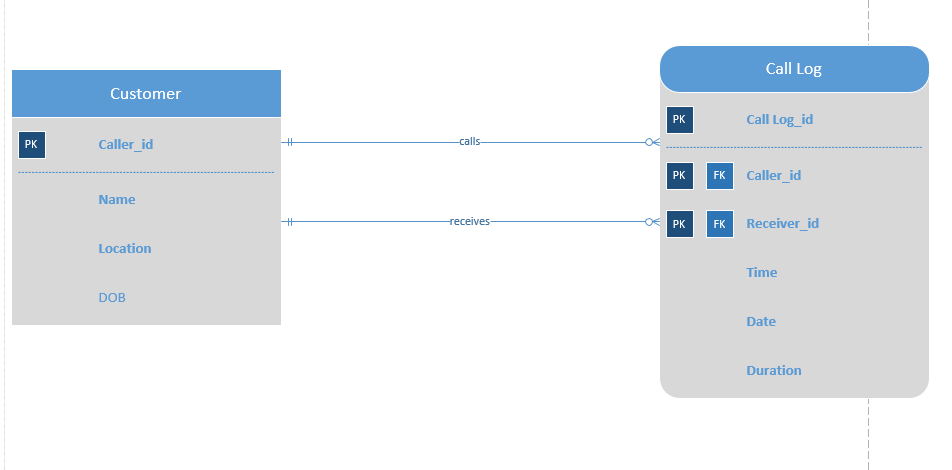 Customer
PK Caller_id
Name
Location
DOB
calls
receives
Call Log
PK Call Log_id
PK FK Caller_id
PK FK Receiver_id
Time
Date
Duration